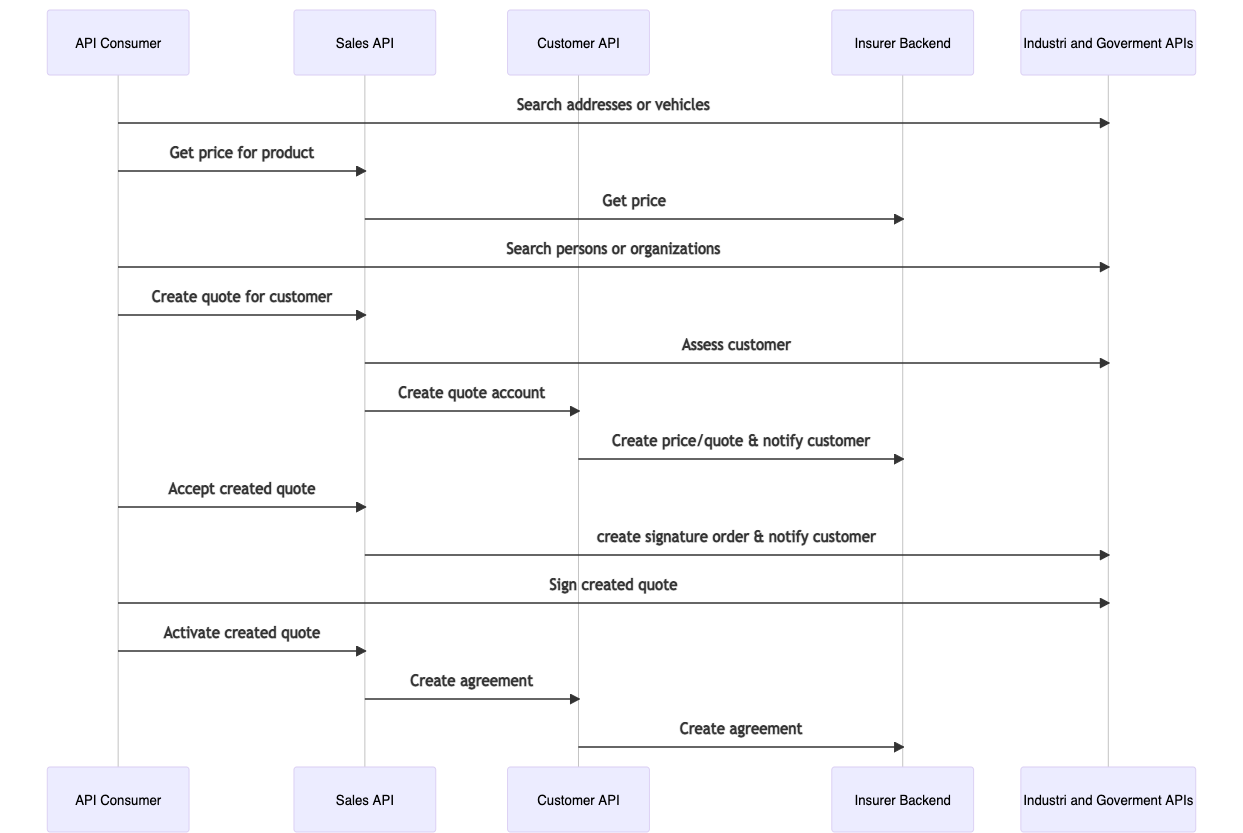 API Consumer
Sales API
Customer API
Insurer Backend
Industri and Goverment APIs
Search addresses or vehicles
Get price for product
Get price
Search persons or organizations
Create quote for customer
Assess customer
Create quote account
Create price/quote & notify customer
Accept created quote
create signature order & notify customer
Sign created quote
Activate created quote
Create agreement
Create agreement
API Consumer
Sales API
Customer API
Insurer Backend
Industri and Goverment APIs